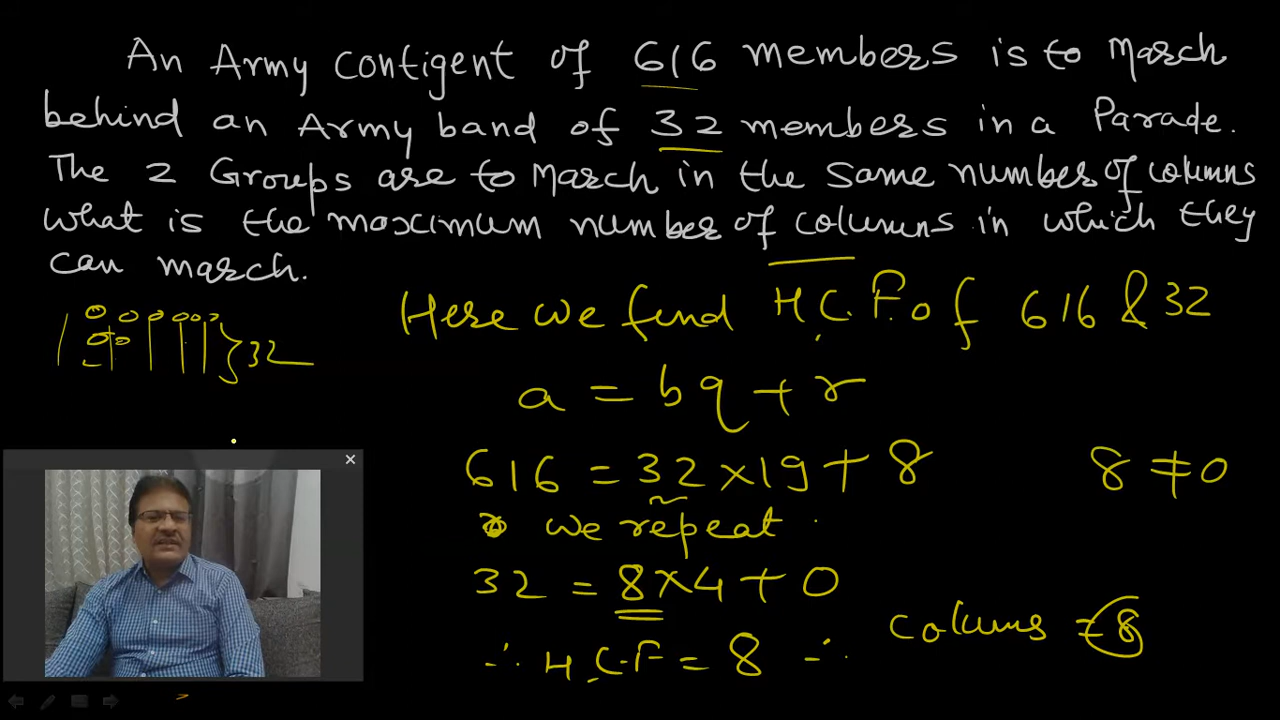 An Army contigent of 616 members is to March
behind an Army band of 32 members in a Parade.
The 2 Groups are to March in the same number of columns
what is the maximum number of columns in which they
can march.
Here we find H.C.F. of 616 & 32
32
a = bq + r
616 = 32 × 19 + 8
8 ≠ 0
we repeat
32 = 8 × 4 + 0
columns = 8
∴ H.C.F = 8 ∴